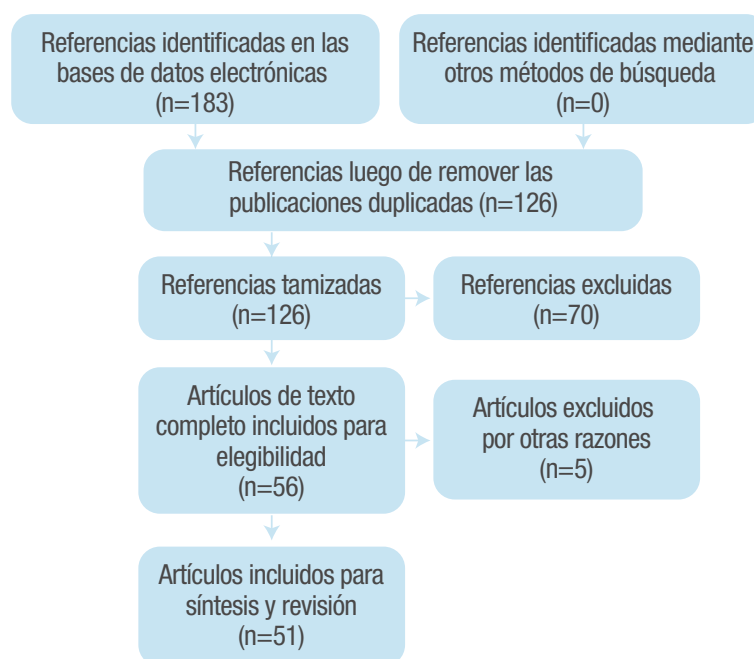 Referencias identificadas en las
bases de datos electrónicas
(n=183)
Referencias identificadas mediante
otros métodos de búsqueda
(n=0)
Referencias luego de remover las
publicaciones duplicadas (n=126)
Referencias tamizadas
(n=126)
Referencias excluidas
(n=70)
Artículos de texto
completo incluidos para
elegibilidad
(n=56)
Artículos excluidos
por otras razones
(n=5)
Artículos incluidos para
síntesis y revisión
(n=51)